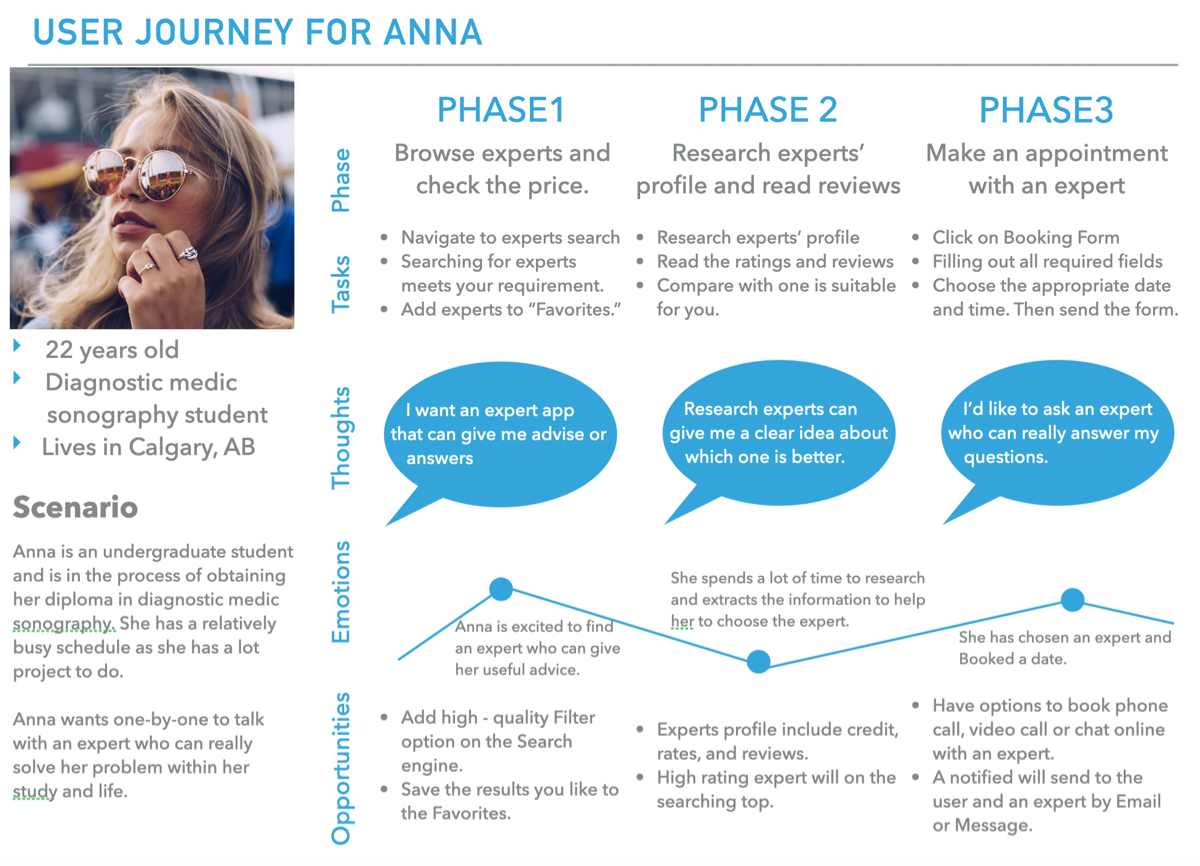 USER JOURNEY FOR ANNA
22 years old
Diagnostic medic
sonography student
Lives in Calgary, AB
Scenario
Anna is an undergraduate student
and is in the process of obtaining
her diploma in diagnostic medic
sonography. She has a relatively
busy schedule as she has a lot
project to do.
Anna wants one-by-one to talk
with an expert who can really
solve her problem within her
study and life.
Phase
PHASE1
Browse experts and
check the price.
PHASE 2
Research experts’
profile and read reviews
PHASE3
Make an appointment
with an expert
Tasks
• Navigate to experts search
• Searching for experts
meets your requirement.
• Add experts to “Favorites.”
• Research experts’ profile
• Read the ratings and reviews
• Compare with one is suitable
for you.
• Click on Booking Form
• Filling out all required fields
• Choose the appropriate date
and time. Then send the form.
Thoughts
I want an expert app
that can give me advise or
answers
Research experts can
give me a clear idea about
which one is better.
I’d like to ask an expert
who can really answer my
questions.
Emotions
Anna is excited to find
an expert who can give
her useful advice.
She spends a lot of time to research
and extracts the information to help
her to choose the expert.
She has chosen an expert and
Booked a date.
Opportunities
• Add high - quality Filter
option on the Search
engine.
• Save the results you like to
the Favorites.
• Experts profile include credit,
rates, and reviews.
• High rating expert will on the
searching top.
• Have options to book phone
call, video call or chat online
with an expert.
• A notified will send to the
user and an expert by Email
or Message.